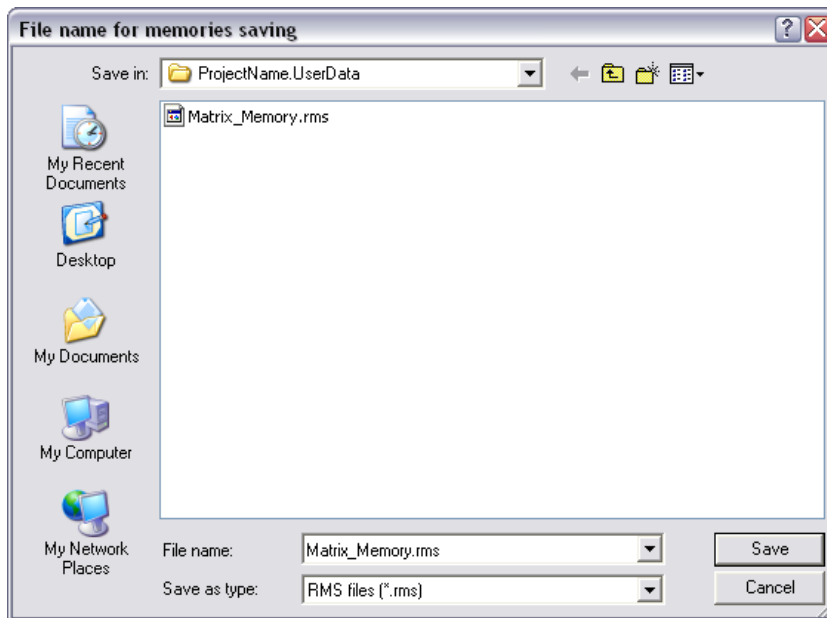 File name for memories saving
Save in: ProjectName.UserData
Matrix_Memory.rms
My Recent
Documents
Desktop
My Documents
My Computer
My Network
Places
File name: Matrix_Memory.rms Save
Save as type: RMS files (*.rms) Cancel